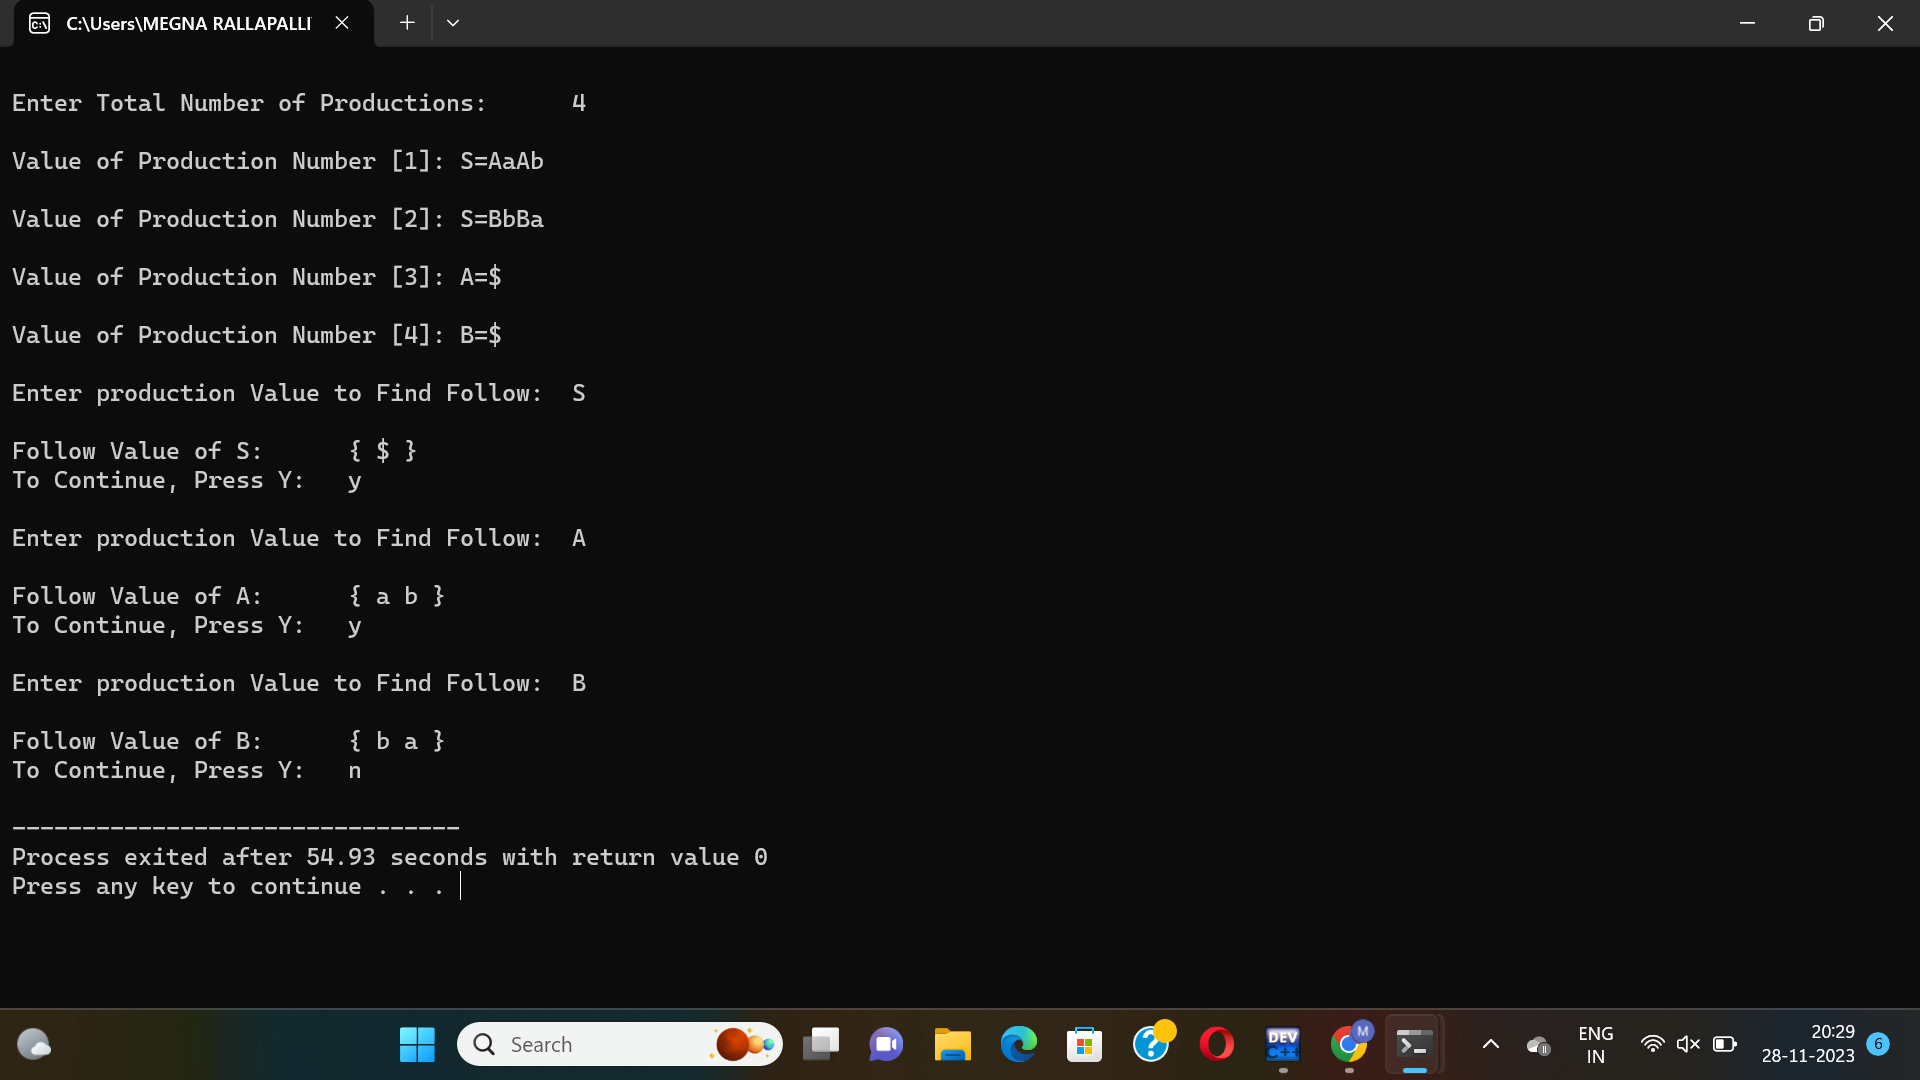 C:\Users\MEGNA RALLAPALLI
Enter Total Number of Productions:      4
Value of Production Number [1]: S=AaAb
Value of Production Number [2]: S=BbBa
Value of Production Number [3]: A=$
Value of Production Number [4]: B=$
Enter production Value to Find Follow:  S
Follow Value of S:      { $ }
To Continue, Press Y:   y
Enter production Value to Find Follow:  A
Follow Value of A:      { a b }
To Continue, Press Y:   y
Enter production Value to Find Follow:  B
Follow Value of B:      { b a }
To Continue, Press Y:   n
--------------------------------
Process exited after 54.93 seconds with return value 0
Press any key to continue . . .
Search
DEV
C++
M
ENG
IN
20:29
28-11-2023
6